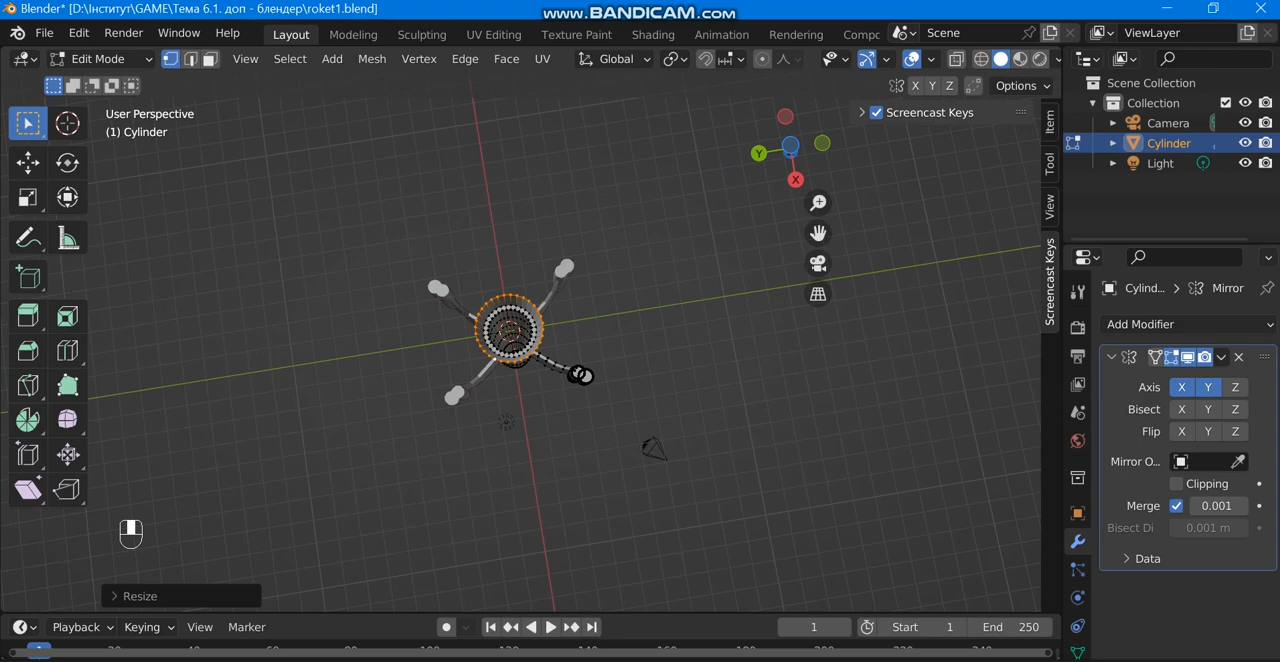 Blender* [D:\Інститут\GAME\Тема 6.1. доп - блендер\roket1.blend]
www.BANDICAM.com
File Edit Render Window Help
Layout Modeling Sculpting UV Editing Texture Paint Shading Animation Rendering Compc
Scene
ViewLayer
Edit Mode
View Select Add Mesh Vertex Edge Face UV
Global
X Y Z
Options
User Perspective
(1) Cylinder
Screencast Keys
Y
X
Item
Tool
View
Screencast Keys
Resize
Scene Collection
Collection
Camera
Cylinder
Light
Cylind... > Mirror
Add Modifier
Axis X Y Z
Bisect X Y Z
Flip X Y Z
Mirror O...
Clipping
Merge 0.001
Bisect Di 0.001 m
Data
Playback Keying View Marker
1
Start 1
End 250
1